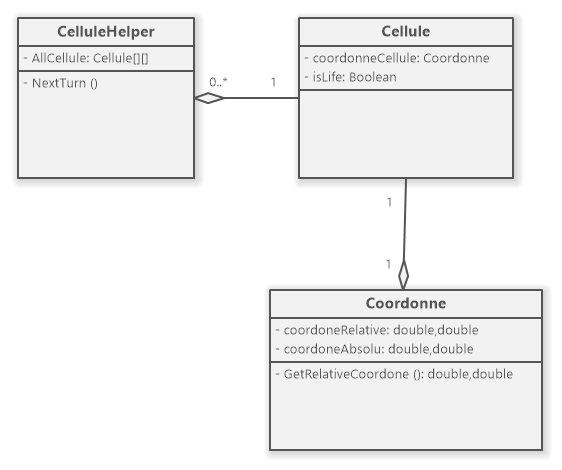 CelluleHelper
- AllCellule: Cellule[][]
- NextTurn ()
0..*
1
Cellule
- coordonneCellule: Coordonne
- isLife: Boolean
1
1
Coordonne
- coordoneRelative: double,double
- coordoneAbsolu: double,double
- GetRelativeCoordone (): double,double